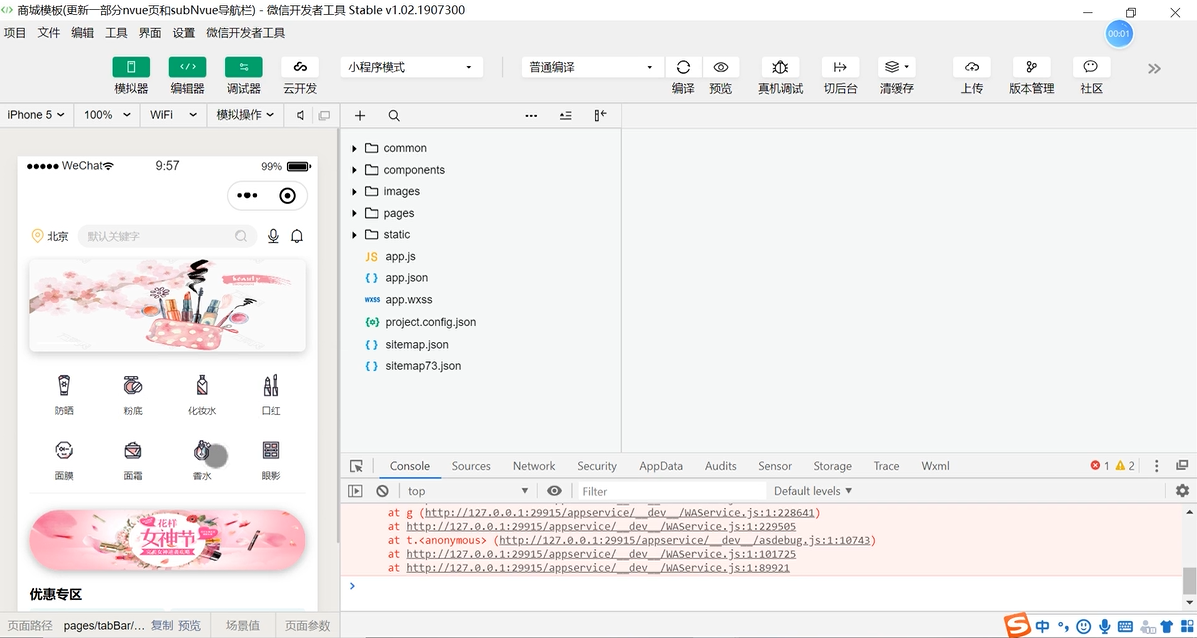 商城模板(更新一部分nvue页和subNvue导航栏) - 微信开发者工具 Stable v1.02.1907300
项目 文件 编辑 工具 界面 设置 微信开发者工具
00:01
小程序模式 普通编译
模拟器 编辑器 调试器 云开发 编译 预览 真机调试 切后台 清缓存 上传 版本管理 社区
iPhone 5 100% WiFi 模拟操作
WeChat 9:57 99%
北京 默认关键字
beauty
防晒 粉底 化妆水 口红
面膜 面霜 香水 眼影
花样
女神节
优惠专区
页面路径 pages/tabBar/... 复制 预览 场景值 页面参数
common
components
images
pages
static
JS app.js
{ } app.json
WXSS app.wxss
project.config.json
{ } sitemap.json
{ } sitemap73.json
Console Sources Network Security AppData Audits Sensor Storage Trace Wxml 1 2
top Filter Default levels
at g (http://127.0.0.1:29915/appservice/__dev__/WAService.js:1:228641)
at http://127.0.0.1:29915/appservice/__dev__/WAService.js:1:229505
at t.<anonymous> (http://127.0.0.1:29915/appservice/__dev__/asdebug.js:1:10743)
at http://127.0.0.1:29915/appservice/__dev__/WAService.js:1:101725
at http://127.0.0.1:29915/appservice/__dev__/WAService.js:1:89921
>
S 中